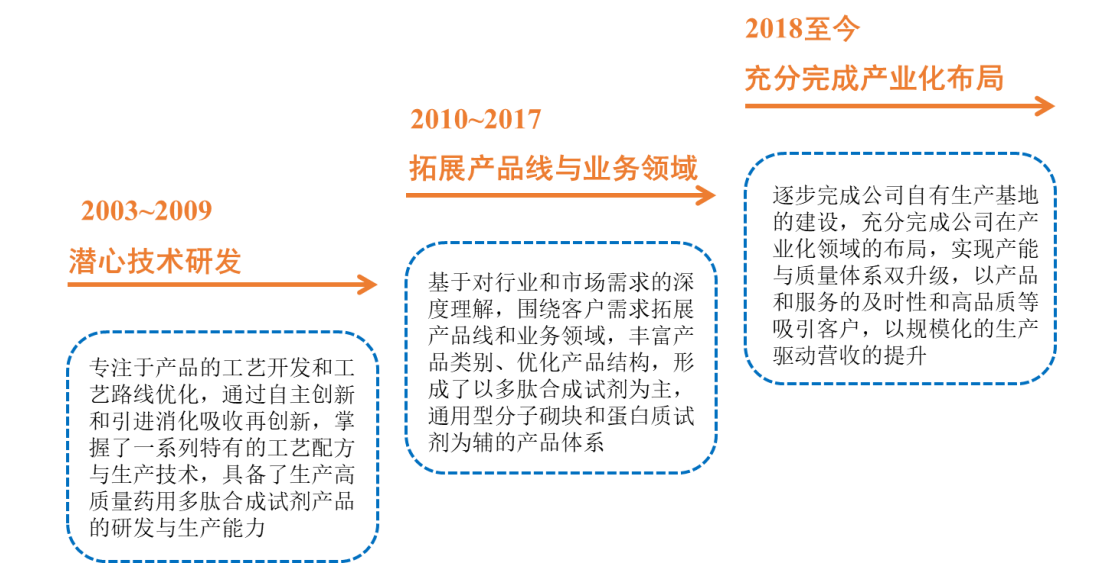 2003~2009
潜心技术研发
专注于产品的工艺开发和工
艺路线优化，通过自主创新
和引进消化吸收再创新，掌
握了一系列特有的工艺配方
与生产技术，具备了生产高
质量药用多肽合成试剂产品
的研发与生产能力
2010~2017
拓展产品线与业务领域
基于对行业和市场需求的深
度理解，围绕客户需求拓展
产品线和业务领域，丰富产
品类别、优化产品结构，形
成了以多肽合成试剂为主，
通用型分子砌块和蛋白质试
剂为辅的产品体系
2018至今
充分完成产业化布局
逐步完成公司自有生产基地
的建设，充分完成公司在产
业化领域的布局，实现产能
与质量体系双升级，以产品
和服务的及时性和高品质等
吸引客户，以规模化的生产
驱动营收的提升